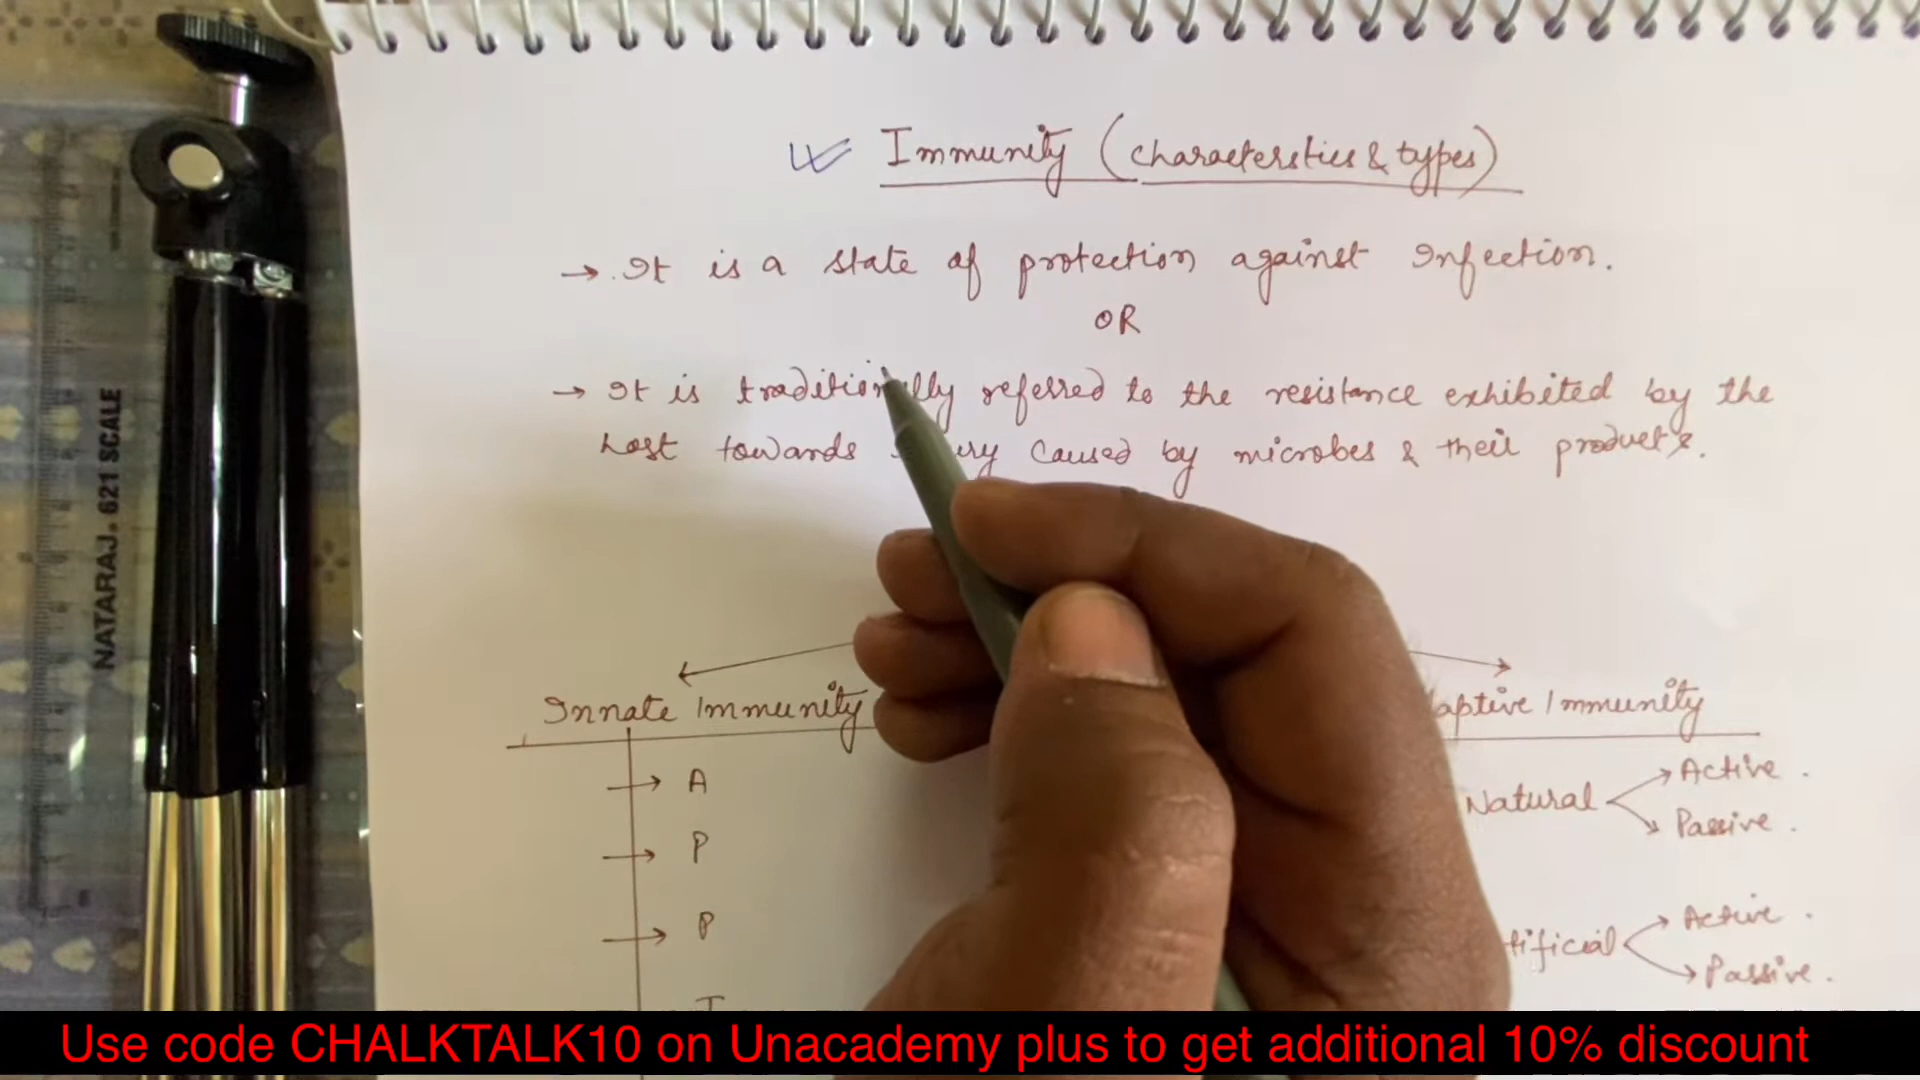 Immunity (characterstics & types)
→ It is a state of protection against Infection.
OR
→ It is traditionally referred to the resistance exhibited by the
host towards caused by microbes & their products.
Innate Immunity
aptive Immunity
→ A
Natural → Active .
→ Passive .
→ P
→ P
tificial → Active .
→ Passive .
I
NATARAJ. 621 SCALE
Use code CHALKTALK10 on Unacademy plus to get additional 10% discount